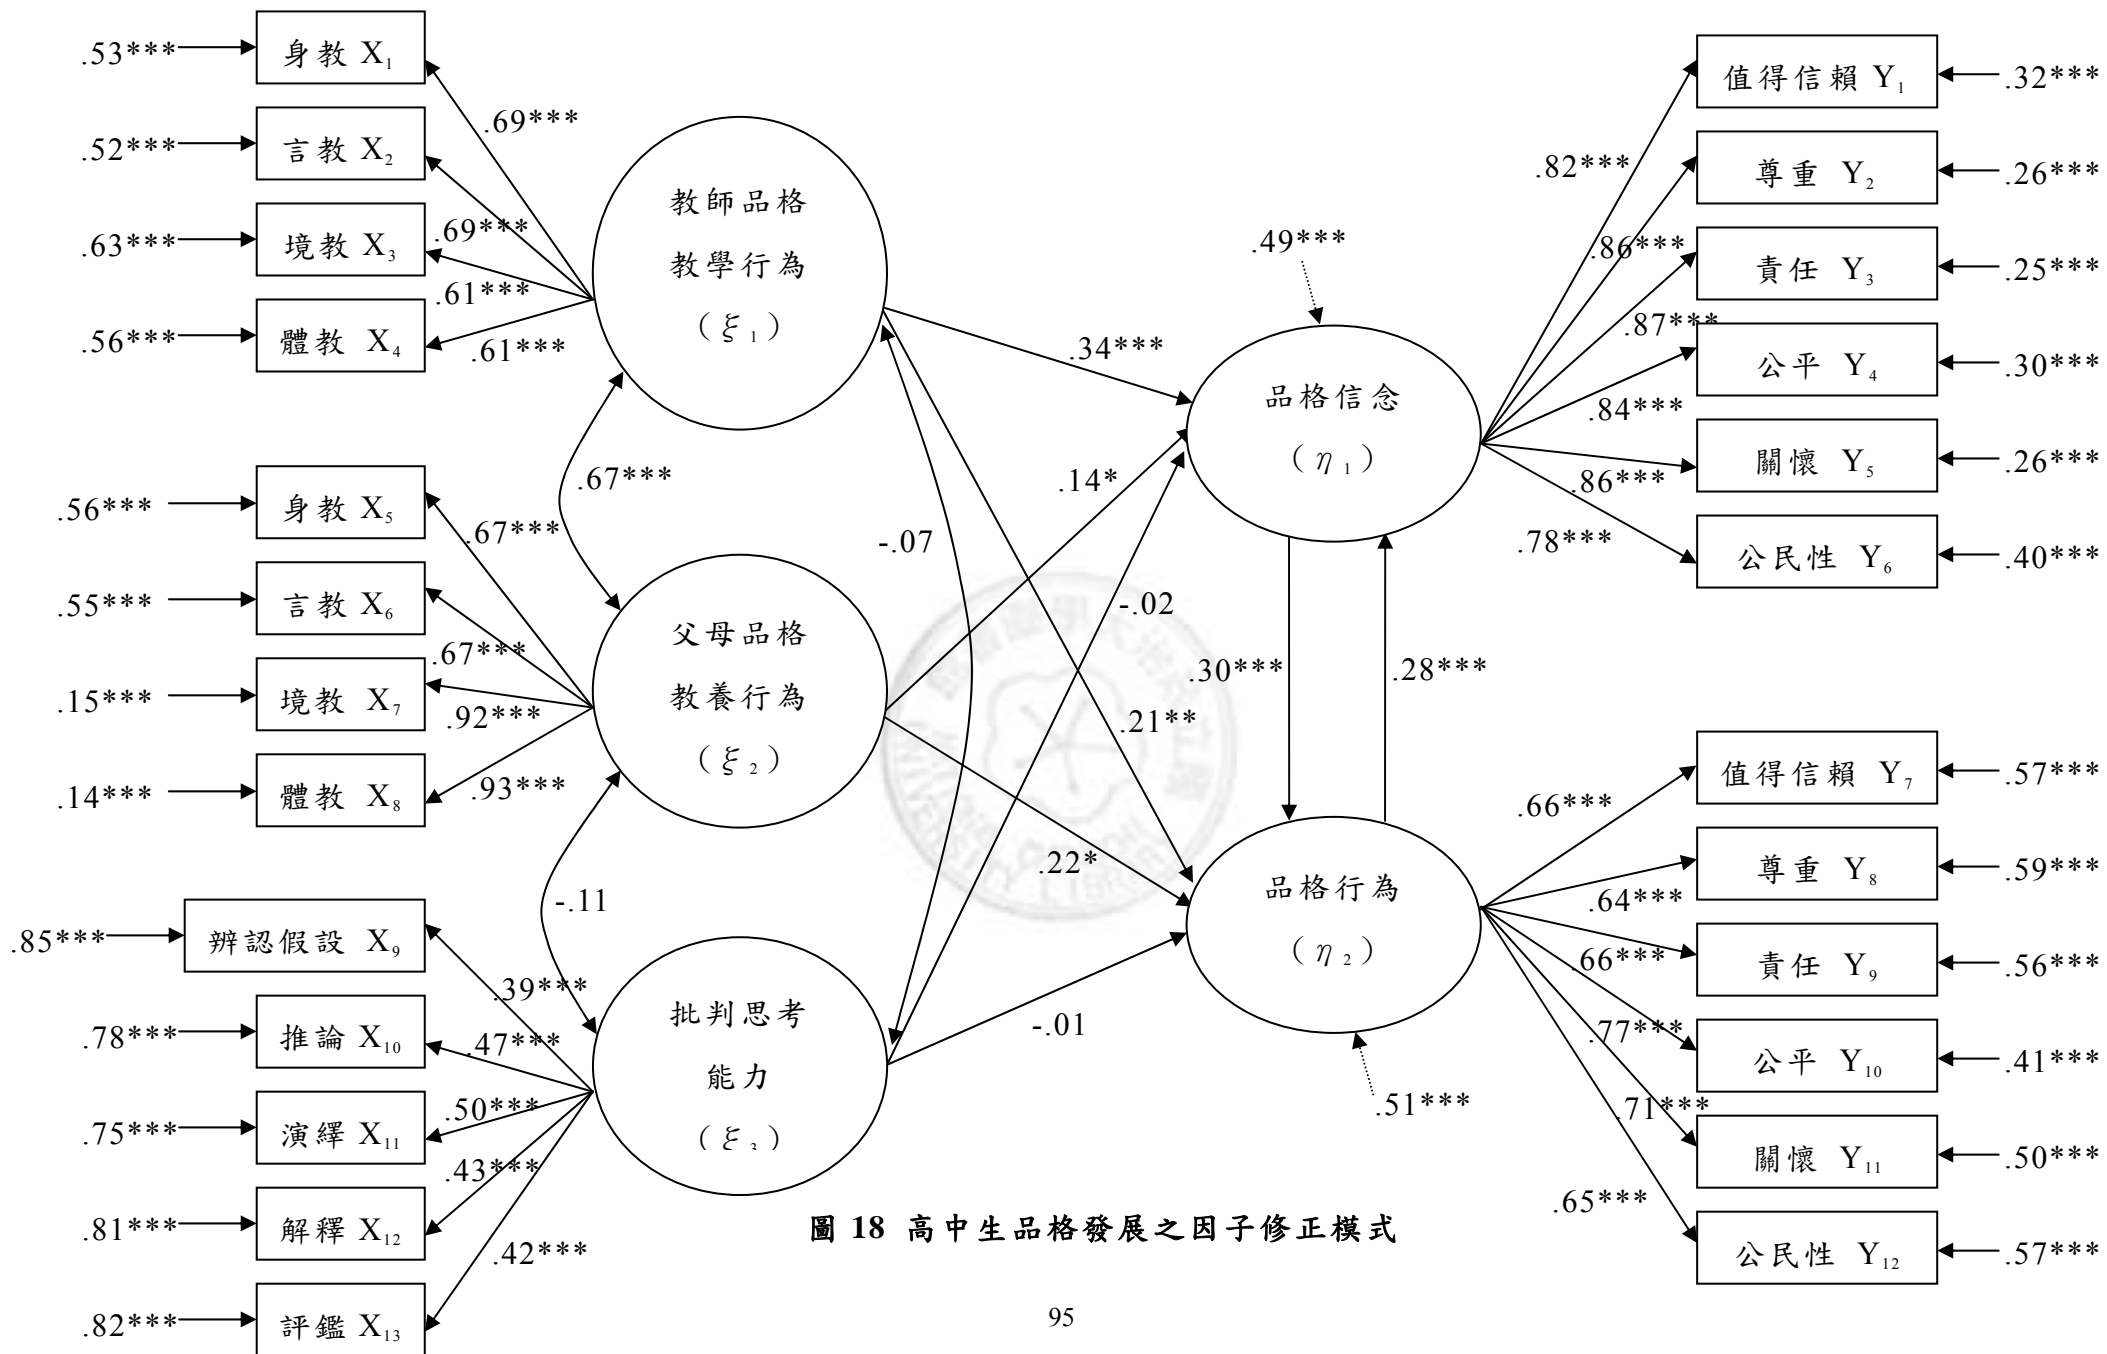 .53***
身教 X₁
.52***
言教 X₂
.63***
境教 X₃
.56***
體教 X₄
.69***
.69***
.61***
.61***
教師品格
教學行為
（ξ₁）
.67***
.56***
身教 X₅
.55***
言教 X₆
.15***
境教 X₇
.14***
體教 X₈
.67***
.67***
.92***
.93***
父母品格
教養行為
（ξ₂）
-.11
.85***
辨認假設 X₉
.78***
推論 X₁₀
.75***
演繹 X₁₁
.81***
解釋 X₁₂
.82***
評鑑 X₁₃
.39***
.47***
.50***
.43***
.42***
批判思考
能力
（ξ₃）
.34***
.14*
-.07
-.02
.21**
.22*
-.01
.49***
品格信念
（η₁）
.30***
.28***
品格行為
（η₂）
.51***
.82***
.86***
.87***
.84***
.86***
.78***
值得信賴 Y₁
.32***
尊重 Y₂
.26***
責任 Y₃
.25***
公平 Y₄
.30***
關懷 Y₅
.26***
公民性 Y₆
.40***
.66***
.64***
.66***
.77***
.71***
.65***
值得信賴 Y₇
.57***
尊重 Y₈
.59***
責任 Y₉
.56***
公平 Y₁₀
.41***
關懷 Y₁₁
.50***
公民性 Y₁₂
.57***
圖 18 高中生品格發展之因子修正模式
95